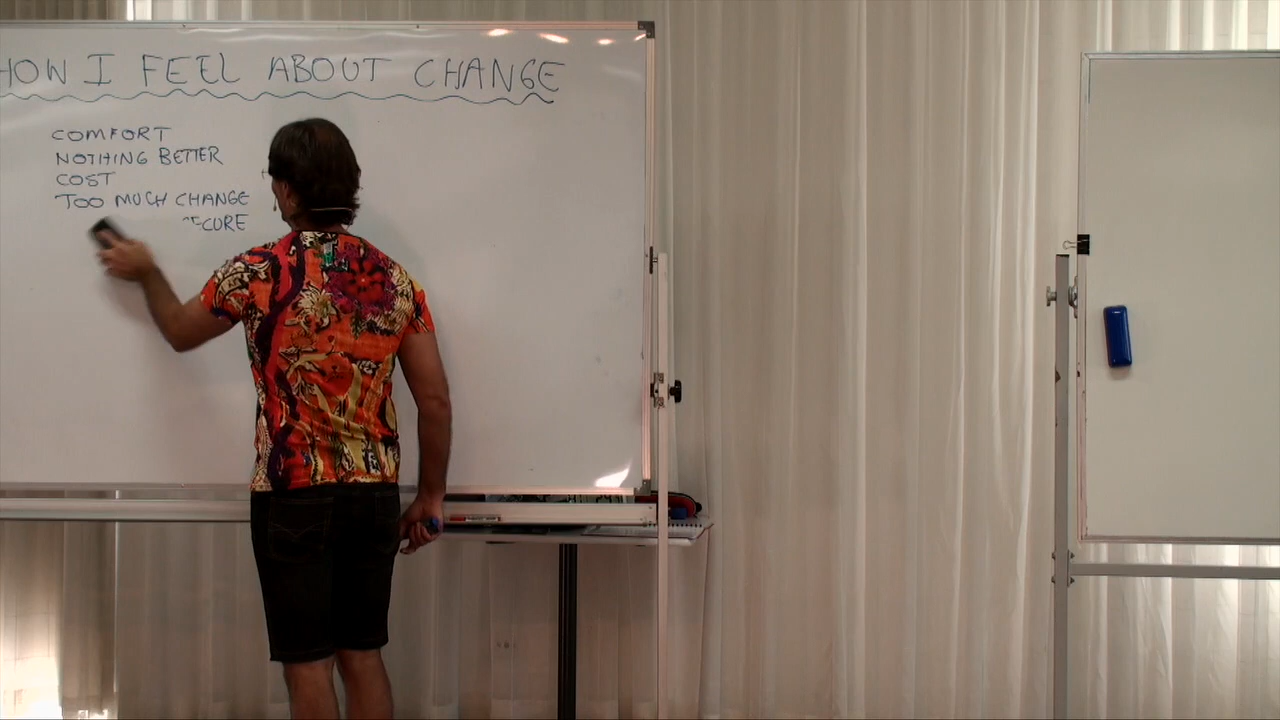 HOW I FEEL ABOUT CHANGE
COMFORT
NOTHING BETTER
COST
TOO MUCH CHANGE